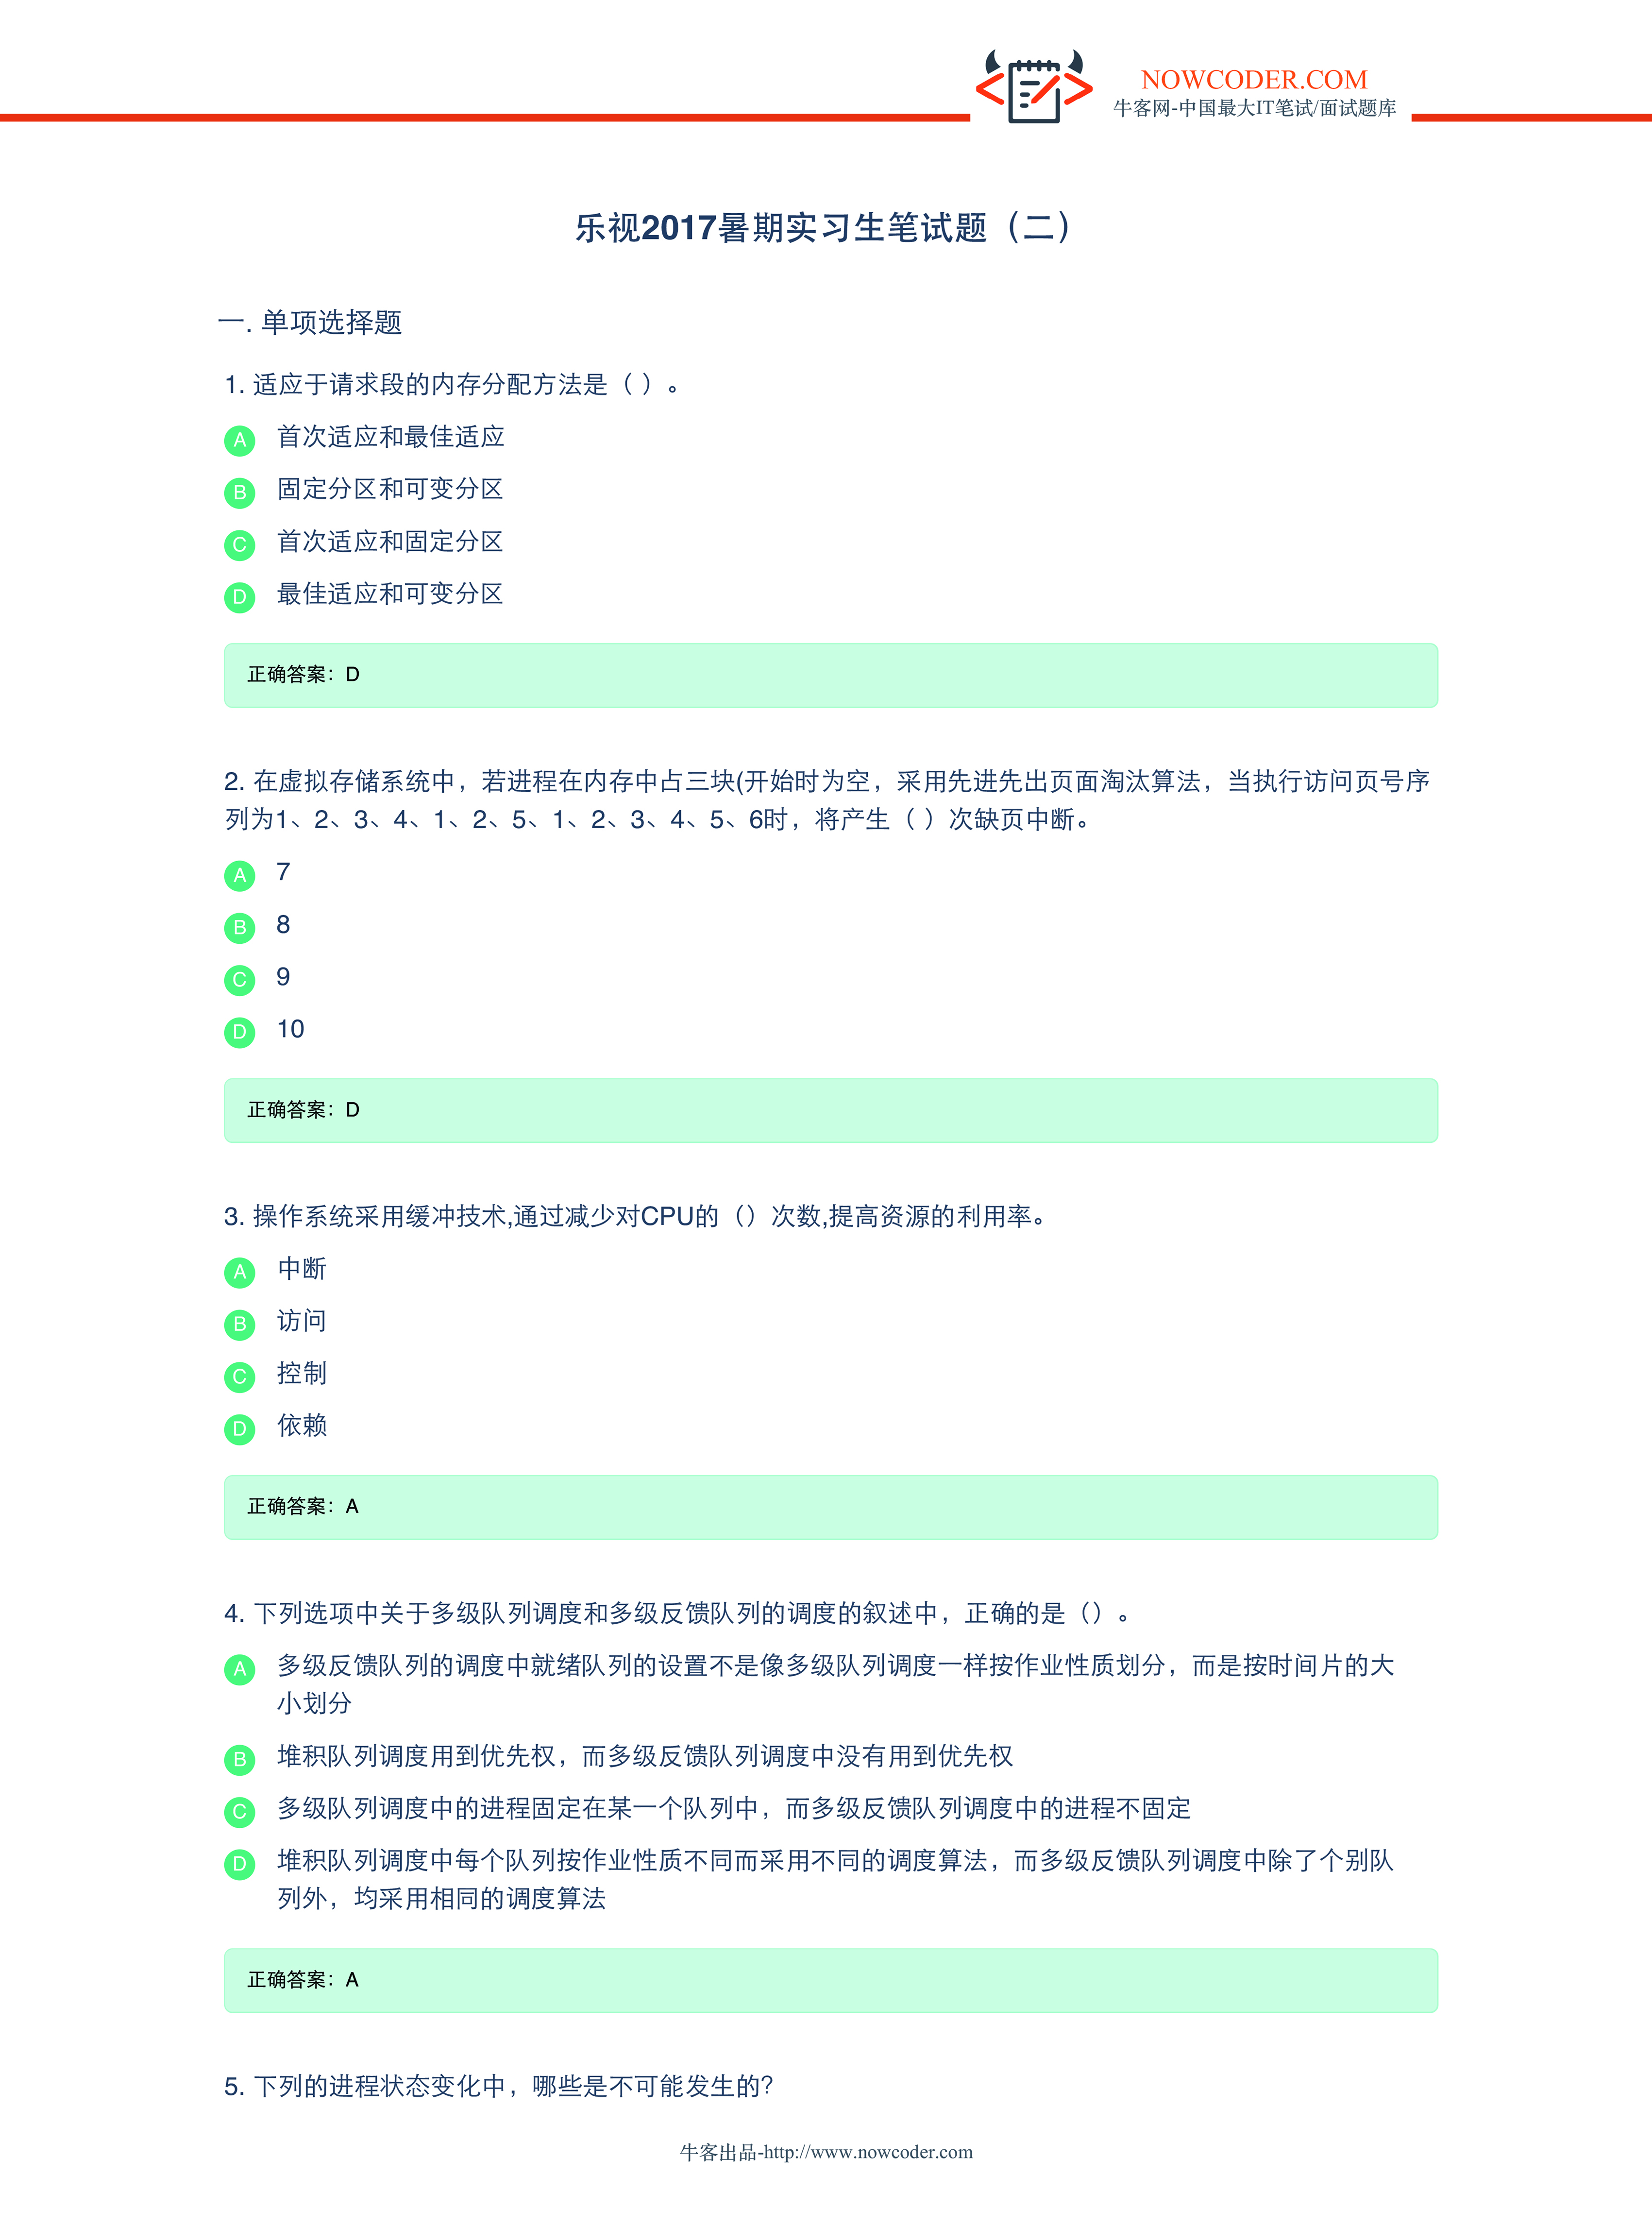 NOWCODER.COM
牛客网-中国最大IT笔试/面试题库
乐视2017暑期实习生笔试题（二）
一. 单项选择题
1. 适应于请求段的内存分配方法是（ ）。
A 首次适应和最佳适应
B 固定分区和可变分区
C 首次适应和固定分区
D 最佳适应和可变分区
正确答案：D
2. 在虚拟存储系统中，若进程在内存中占三块(开始时为空，采用先进先出页面淘汰算法，当执行访问页号序
列为1、2、3、4、1、2、5、1、2、3、4、5、6时，将产生（ ）次缺页中断。
A 7
B 8
C 9
D 10
正确答案：D
3. 操作系统采用缓冲技术,通过减少对CPU的（）次数,提高资源的利用率。
A 中断
B 访问
C 控制
D 依赖
正确答案：A
4. 下列选项中关于多级队列调度和多级反馈队列的调度的叙述中，正确的是（）。
A 多级反馈队列的调度中就绪队列的设置不是像多级队列调度一样按作业性质划分，而是按时间片的大
小划分
B 堆积队列调度用到优先权，而多级反馈队列调度中没有用到优先权
C 多级队列调度中的进程固定在某一个队列中，而多级反馈队列调度中的进程不固定
D 堆积队列调度中每个队列按作业性质不同而采用不同的调度算法，而多级反馈队列调度中除了个别队
列外，均采用相同的调度算法
正确答案：A
5. 下列的进程状态变化中，哪些是不可能发生的？
牛客出品-http://www.nowcoder.com